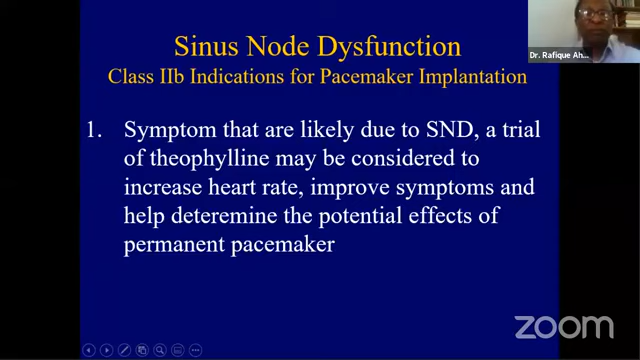 Sinus Node Dysfunction
Class IIb Indications for Pacemaker Implantation
Dr. Rafique Ah...
1. Symptom that are likely due to SND, a trial
of theophylline may be considered to
increase heart rate, improve symptoms and
help deteremine the potential effects of
permanent pacemaker
zoom